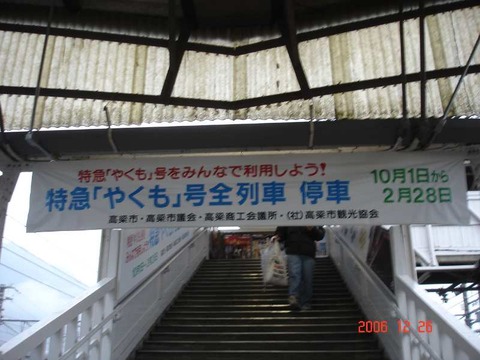 特急「やくも」号をみんなで利用しよう!
特急「やくも」号全列車 停車
10月1日から
2月28日
高梁市・高梁市議会・高梁商工会議所・(社)高梁市観光協会
2006 12 26